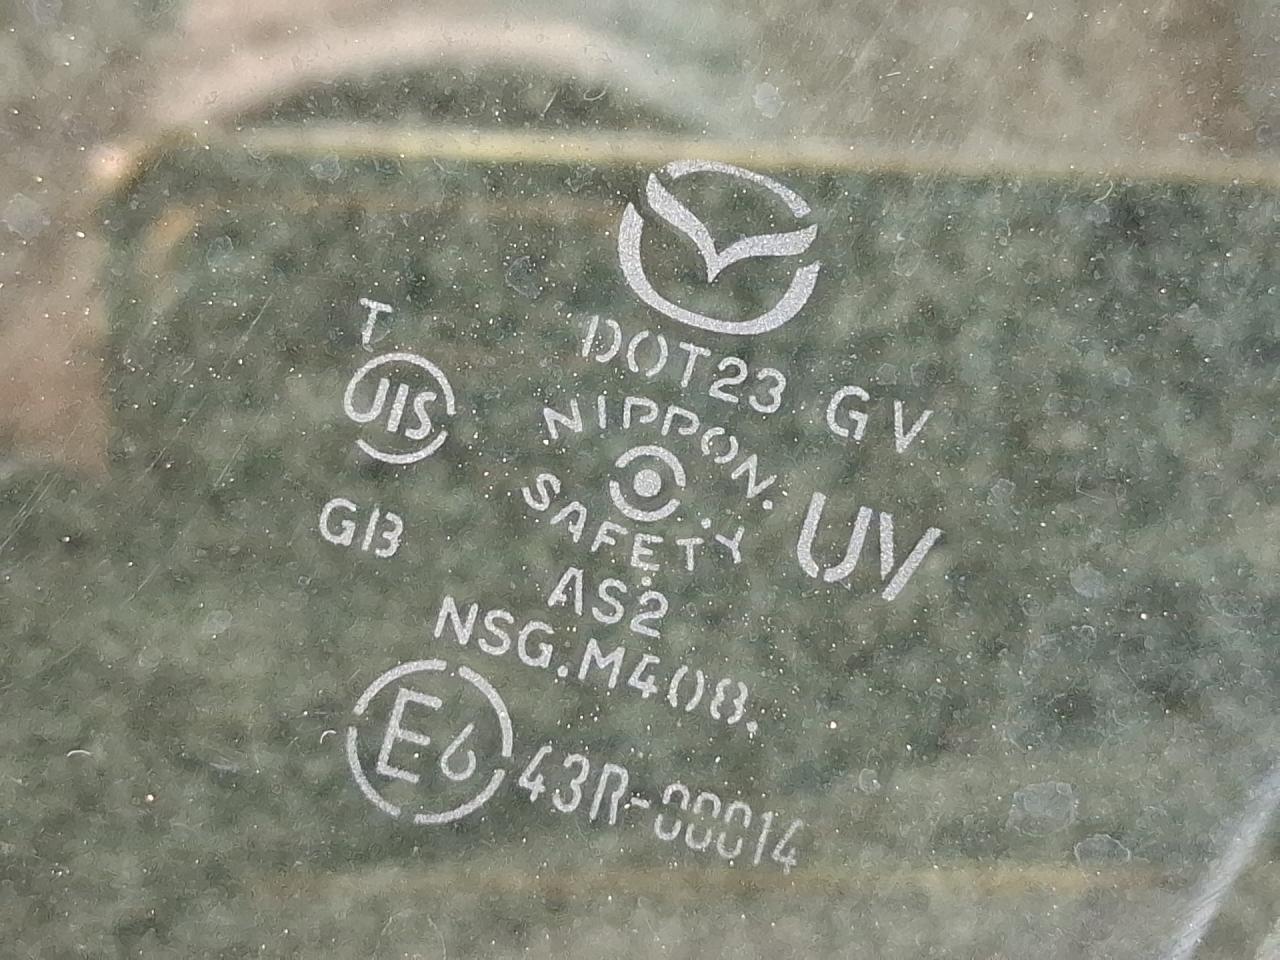 DOT23 GV
T
JIS
NIPPON.
SAFETY
UV
GB
AS2
NSG.M408.
E6 43R-00014